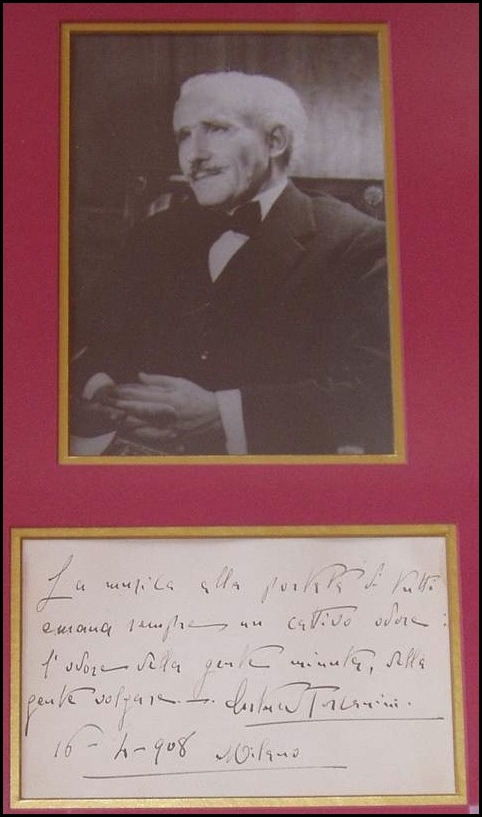 La musica alla portata di tutti
emana sempre un cattivo odore:
l'odore della gente minuta, della
gente volgare. Arturo Toscanini.
16-4-908 Milano